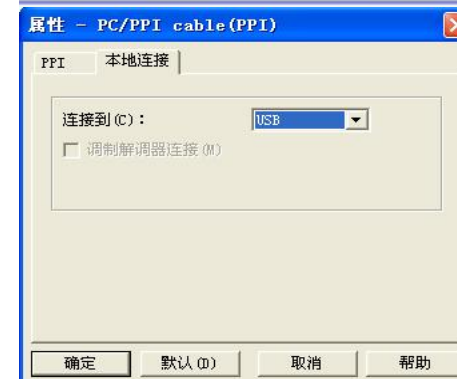 属性 - PC/PPI cable(PPI)
PPI 本地连接
连接到(C)： USB
调制解调器连接(M)
确定 默认(D) 取消 帮助